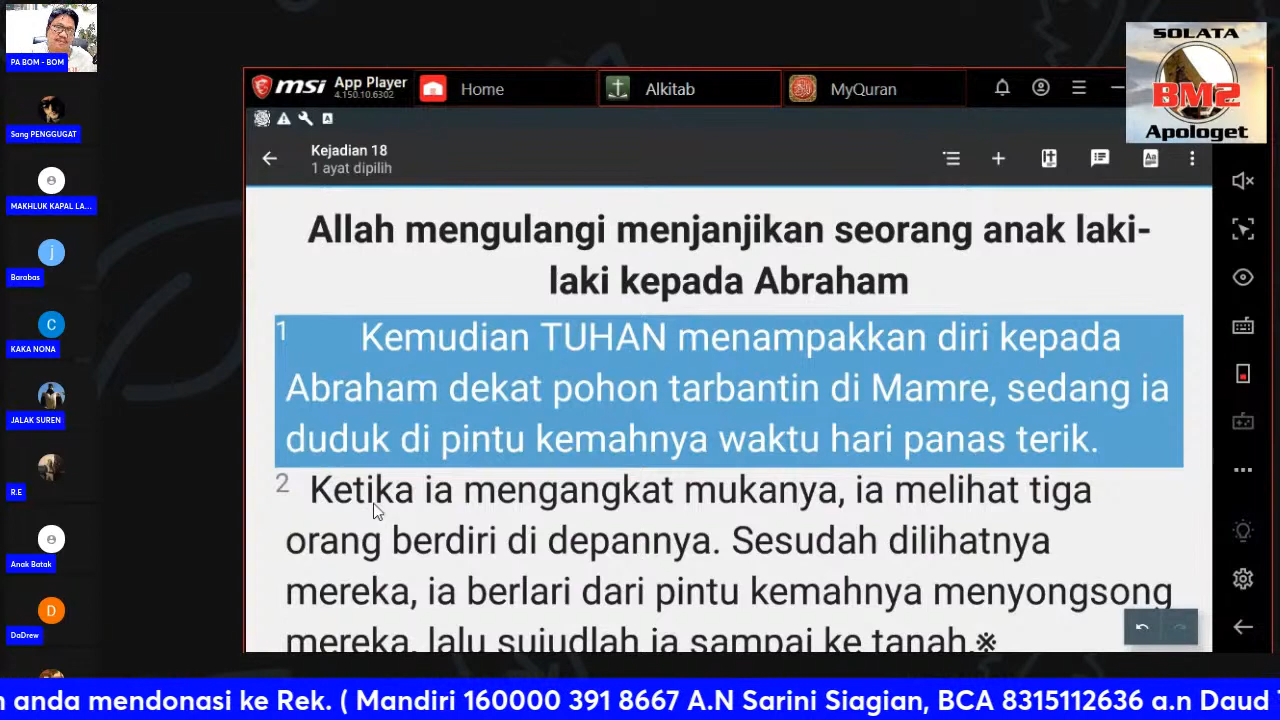 PA BOM - BOM
Sang PENGGUGAT
MAKHLUK KAPAL LA...
j
Barabas
C
KAKA NONA
JALAK SUREN
R.E
Anak Batak
D
DaDrew
msi App Player
4.150.10.6302
Home
Alkitab
MyQuran
SOLATA
BM2
Apologet
Kejadian 18
1 ayat dipilih
Allah mengulangi menjanjikan seorang anak laki-
laki kepada Abraham
1 Kemudian TUHAN menampakkan diri kepada
Abraham dekat pohon tarbantin di Mamre, sedang ia
duduk di pintu kemahnya waktu hari panas terik.
2 Ketika ia mengangkat mukanya, ia melihat tiga
orang berdiri di depannya. Sesudah dilihatnya
mereka, ia berlari dari pintu kemahnya menyongsong
mereka, lalu sujudlah ia sampai ke tanah,※
anda mendonasi ke Rek. ( Mandiri 160000 391 8667 A.N Sarini Siagian, BCA 8315112636 a.n Daud